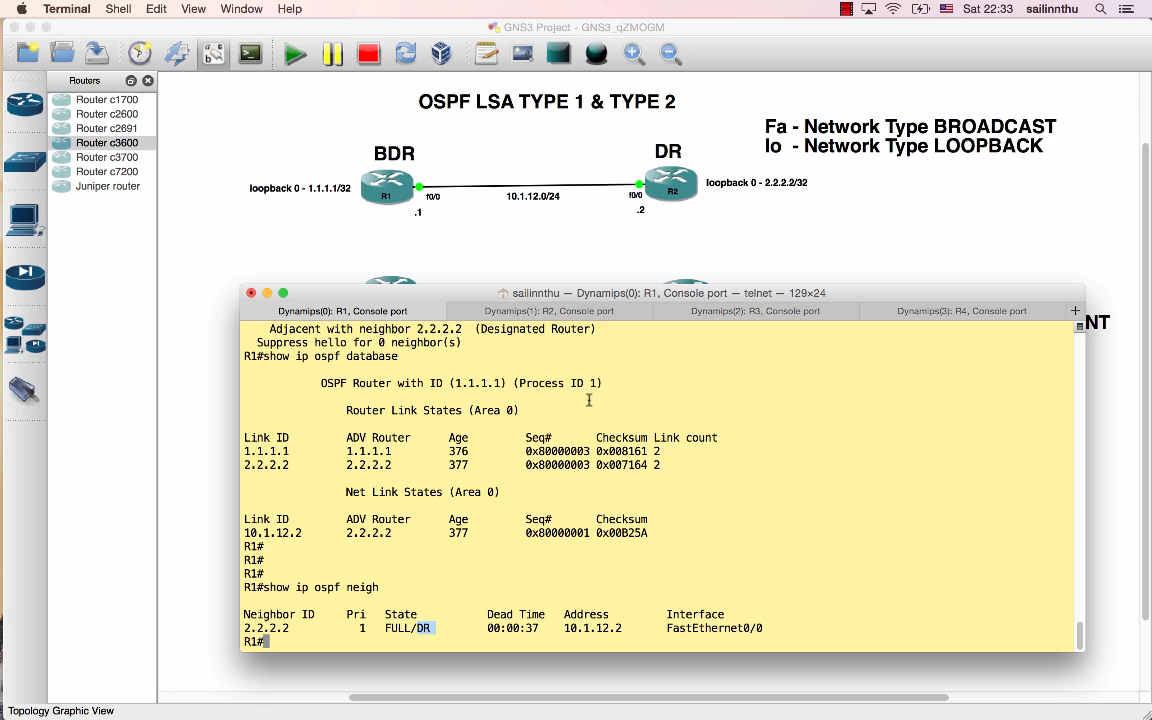 Terminal Shell Edit View Window Help Sat 22:33 sailinnthu
GNS3 Project - GNS3_qZMOGM
Routers
Router c1700
Router c2600
Router c2691
Router c3600
Router c3700
Router c7200
Juniper router
OSPF LSA TYPE 1 & TYPE 2
Fa - Network Type BROADCAST
lo - Network Type LOOPBACK
BDR
DR
loopback 0 - 1.1.1.1/32
R1
f0/0
.1
10.1.12.0/24
f0/0
.2
R2
loopback 0 - 2.2.2.2/32
NT
sailinnthu — Dynamips(0): R1, Console port — telnet — 129×24
Dynamips(0): R1, Console port
Dynamips(1): R2, Console port
Dynamips(2): R3, Console port
Dynamips(3): R4, Console port
Adjacent with neighbor 2.2.2.2 (Designated Router)
Suppress hello for 0 neighbor(s)
R1#show ip ospf database
OSPF Router with ID (1.1.1.1) (Process ID 1)
Router Link States (Area 0)
Link ID ADV Router Age Seq# Checksum Link count
1.1.1.1 1.1.1.1 376 0x80000003 0x008161 2
2.2.2.2 2.2.2.2 377 0x80000003 0x007164 2
Net Link States (Area 0)
Link ID ADV Router Age Seq# Checksum
10.1.12.2 2.2.2.2 377 0x80000001 0x00B25A
R1#
R1#
R1#
R1#show ip ospf neigh
Neighbor ID Pri State Dead Time Address Interface
2.2.2.2 1 FULL/DR 00:00:37 10.1.12.2 FastEthernet0/0
R1#
Topology Graphic View